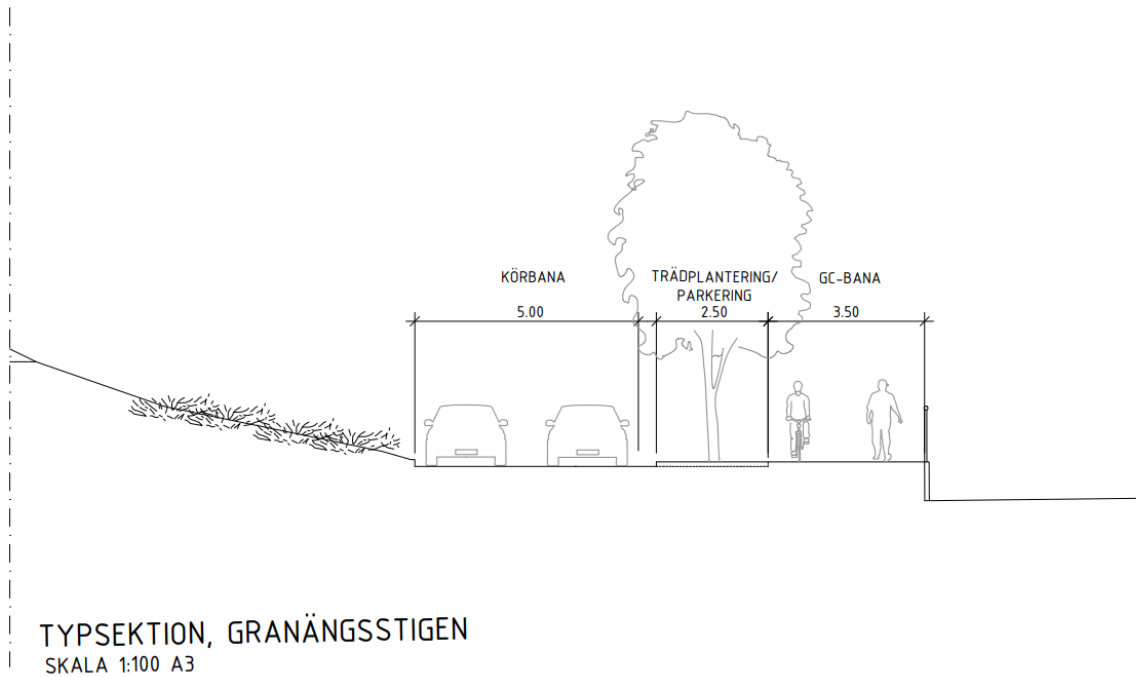 KÖRBANA
5.00
TRÄDPLANTERING/
PARKERING
2.50
GC-BANA
3.50
TYPSEKTION, GRANÄNGSSTIGEN
SKALA 1:100 A3